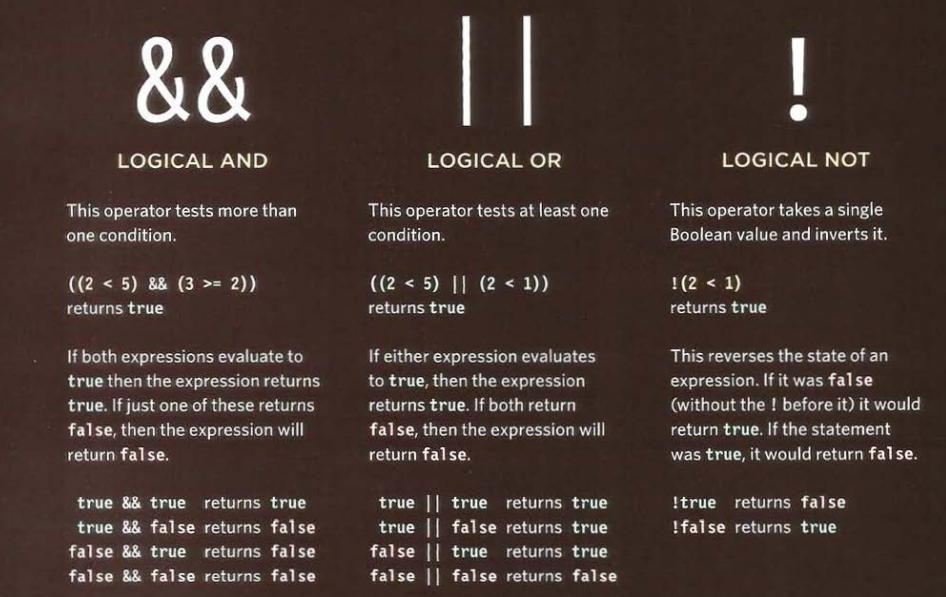 &&
LOGICAL AND
This operator tests more than
one condition.
((2 < 5) && (3 >= 2))
returns true
If both expressions evaluate to
true then the expression returns
true. If just one of these returns
false, then the expression will
return false.
true && true returns true
true && false returns false
false && true returns false
false && false returns false
||
LOGICAL OR
This operator tests at least one
condition.
((2 < 5) || (2 < 1))
returns true
If either expression evaluates
to true, then the expression
returns true. If both return
false, then the expression will
return false.
true || true returns true
true || false returns true
false || true returns true
false || false returns false
!
LOGICAL NOT
This operator takes a single
Boolean value and inverts it.
!(2 < 1)
returns true
This reverses the state of an
expression. If it was false
(without the ! before it) it would
return true. If the statement
was true, it would return false.
!true returns false
!false returns true